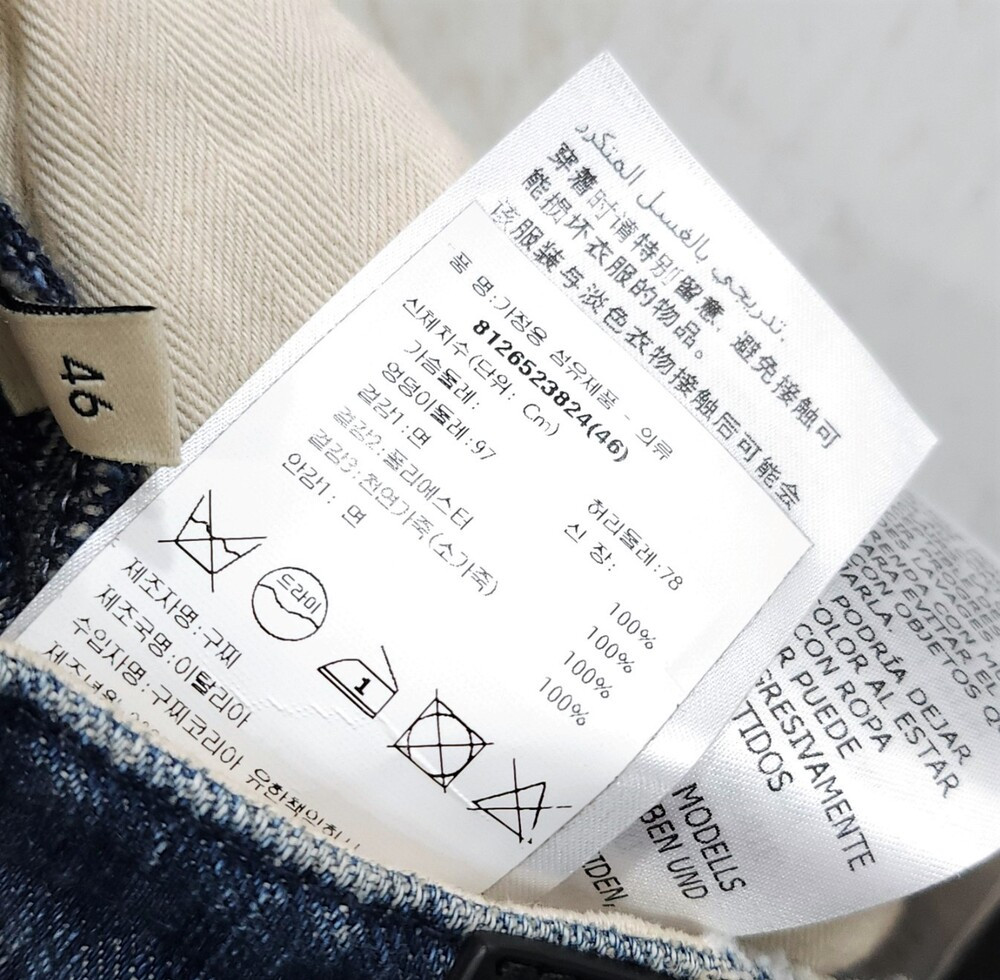 46
تدريجي بالغسل المتكرر
穿着时请特别留意，避免接触可
能损坏衣服的物品。
该服装与淡色衣物接触后可能会
품 명:가정용 섬유제품 - 의류
8126523824(46)
신체치수(단위: Cm)
가슴둘레: 허리둘레:78
엉덩이둘레:97 신 장:
겉감1: 면 100%
겉감2:폴리에스터 100%
겉감3:천연가죽(소가죽) 100%
안감1: 면 100%
드라이
1
제조자명:구찌
제조국명:이탈리아
수입자명:구찌코리아 유한책임회사
CON OBJETOS Q
ARLA.
PODRÍA DEJAR
OLOR AL ESTAR
CON ROPA
R PUEDE
GRESIVAMENTE
TIDOS
MODELLS
BEN UND
IDEN,